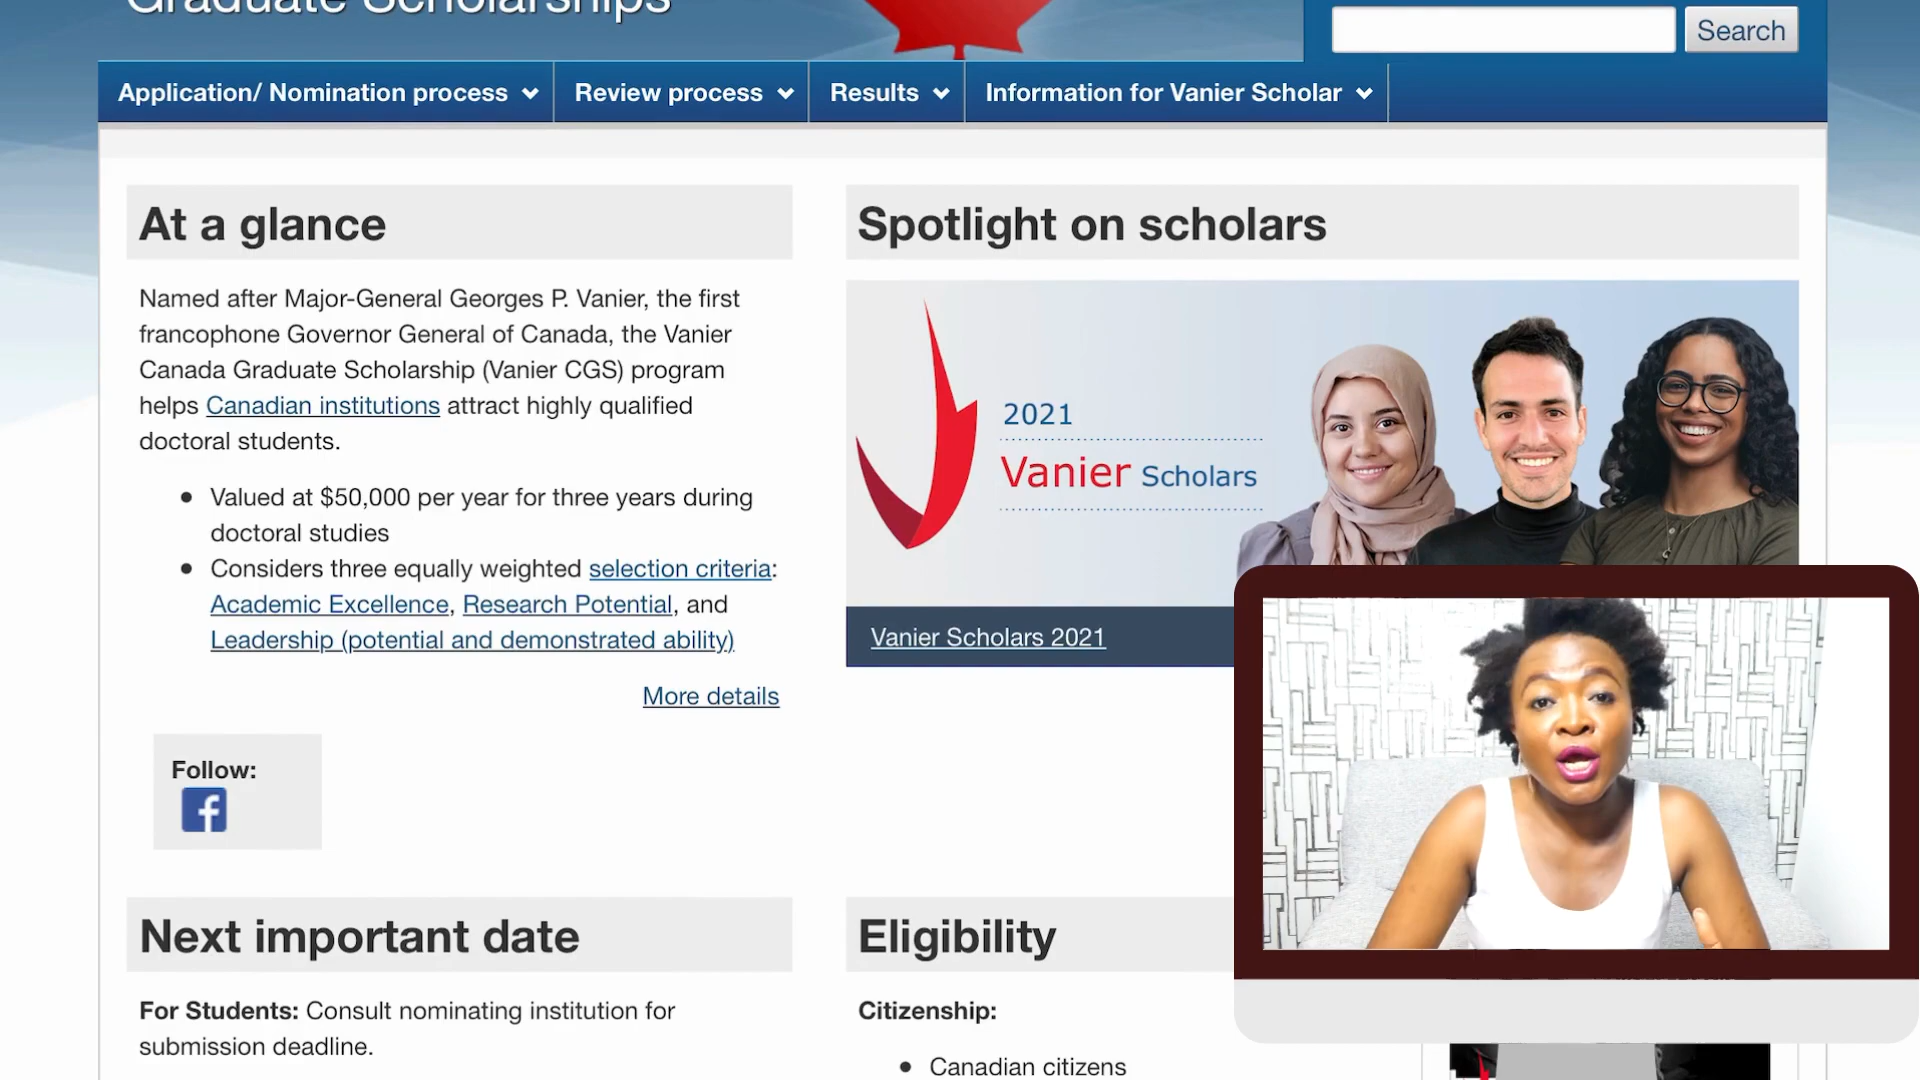 Graduate Scholarships
Search
Application/ Nomination process
Review process
Results
Information for Vanier Scholar
At a glance
Named after Major-General Georges P. Vanier, the first
francophone Governor General of Canada, the Vanier
Canada Graduate Scholarship (Vanier CGS) program
helps Canadian institutions attract highly qualified
doctoral students.
Valued at $50,000 per year for three years during
doctoral studies
Considers three equally weighted selection criteria:
Academic Excellence, Research Potential, and
Leadership (potential and demonstrated ability)
More details
Follow:
Spotlight on scholars
2021
Vanier Scholars
Vanier Scholars 2021
Next important date
For Students: Consult nominating institution for
submission deadline.
Eligibility
Citizenship:
Canadian citizens